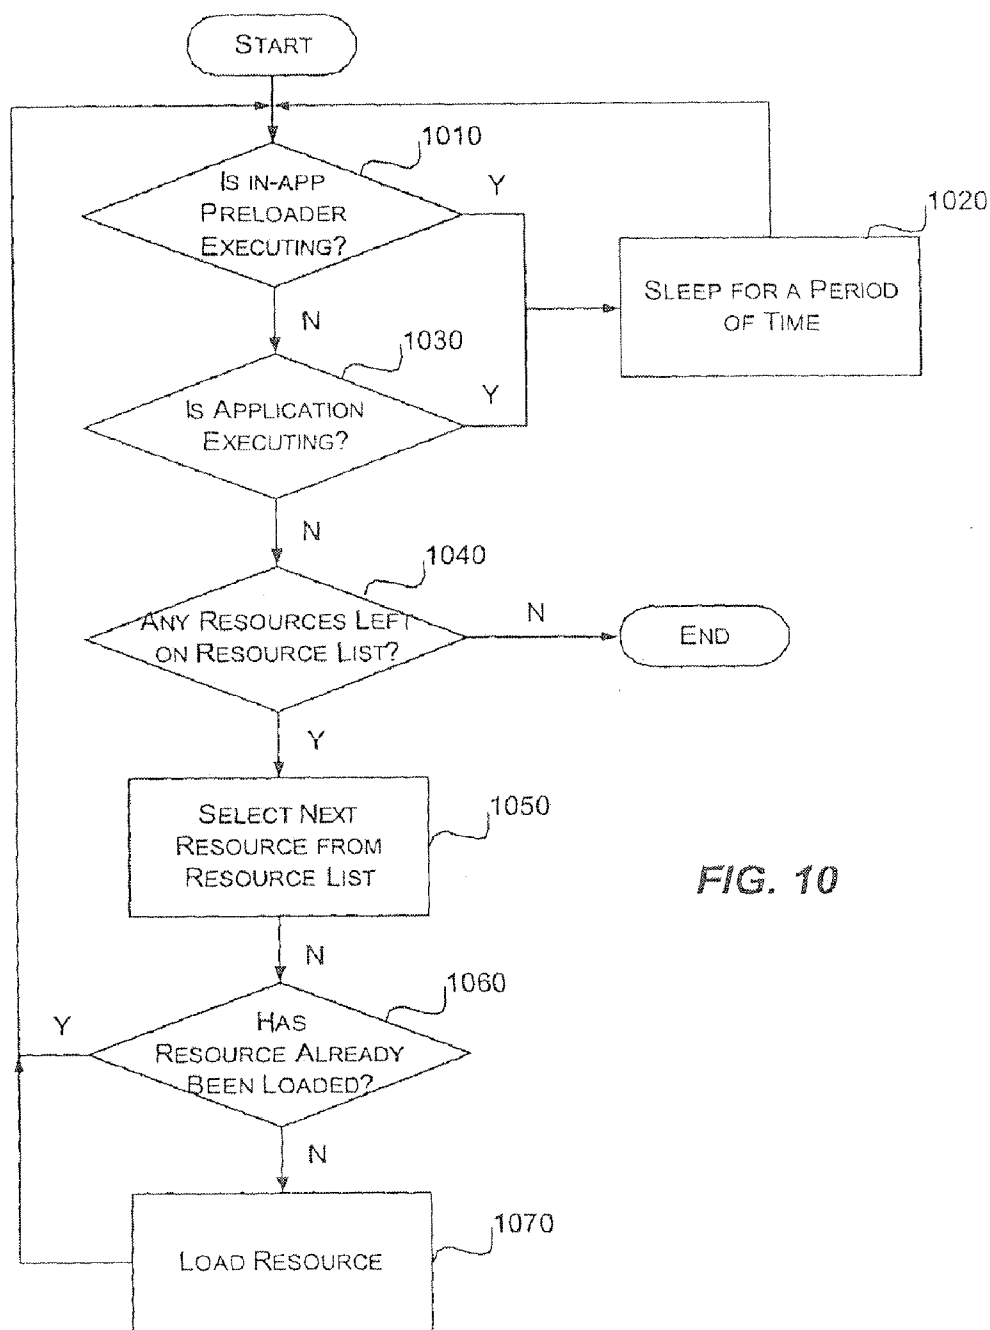 START
1010
IS IN-APP
PRELOADER
EXECUTING?
Y
1020
SLEEP FOR A PERIOD
OF TIME
N
1030
IS APPLICATION
EXECUTING?
Y
N
1040
ANY RESOURCES LEFT
ON RESOURCE LIST?
N
END
Y
1050
SELECT NEXT
RESOURCE FROM
RESOURCE LIST
FIG. 10
N
1060
Y
HAS
RESOURCE ALREADY
BEEN LOADED?
N
1070
LOAD RESOURCE